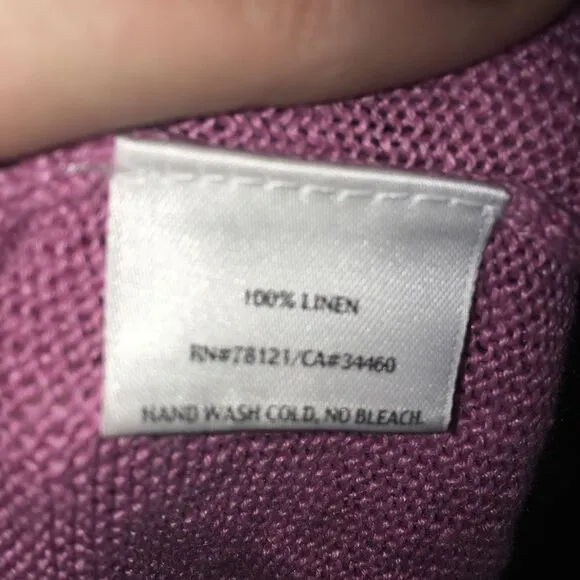 100% LINEN
RN#78121/CA#34460
HAND WASH COLD, NO BLEACH.